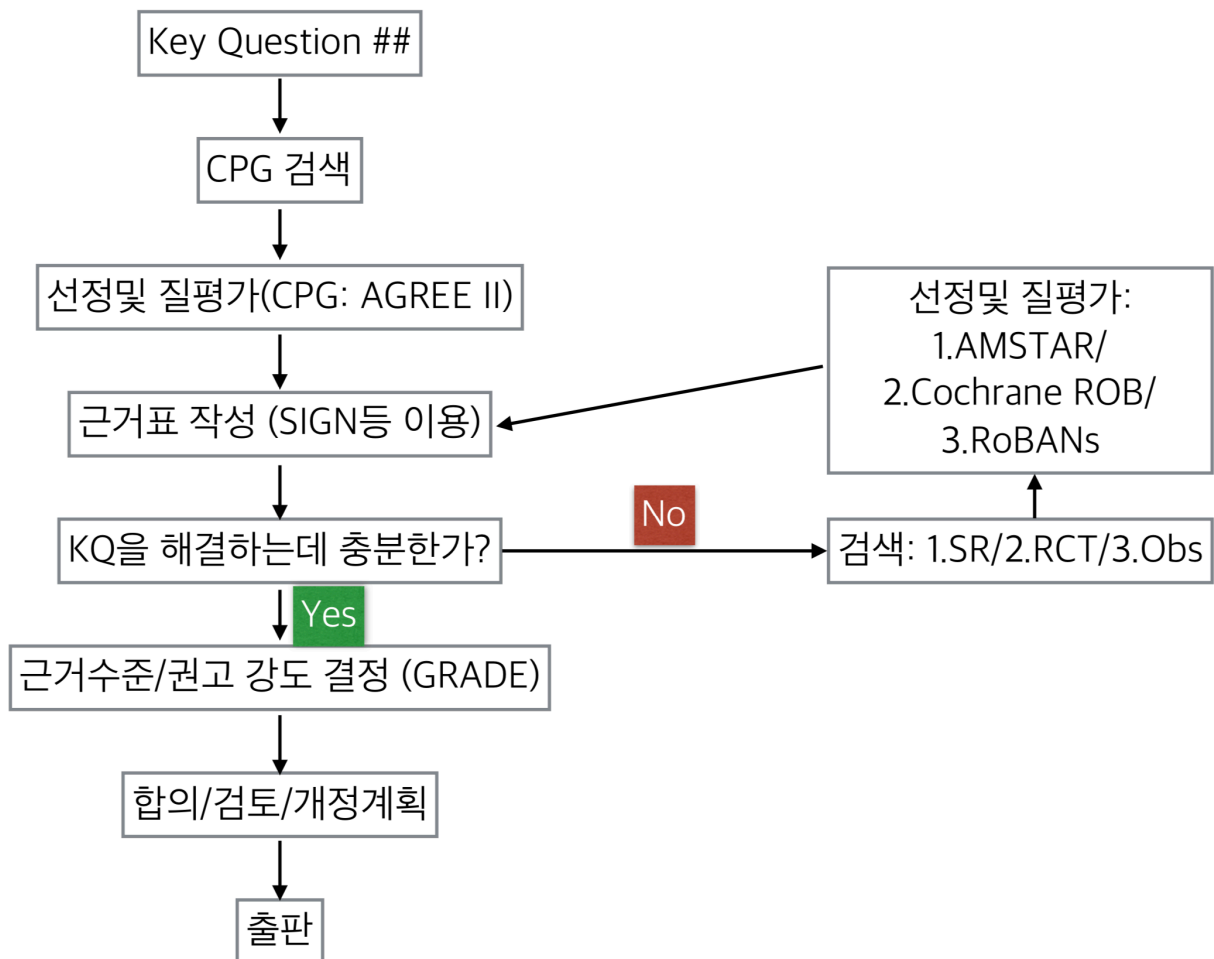 Key Question ##
CPG 검색
선정및 질평가(CPG: AGREE II)
근거표 작성 (SIGN등 이용)
KQ을 해결하는데 충분한가?
Yes
근거수준/권고 강도 결정 (GRADE)
합의/검토/개정계획
출판
No
검색: 1.SR/2.RCT/3.Obs
선정및 질평가:
1.AMSTAR/
2.Cochrane ROB/
3.RoBANs